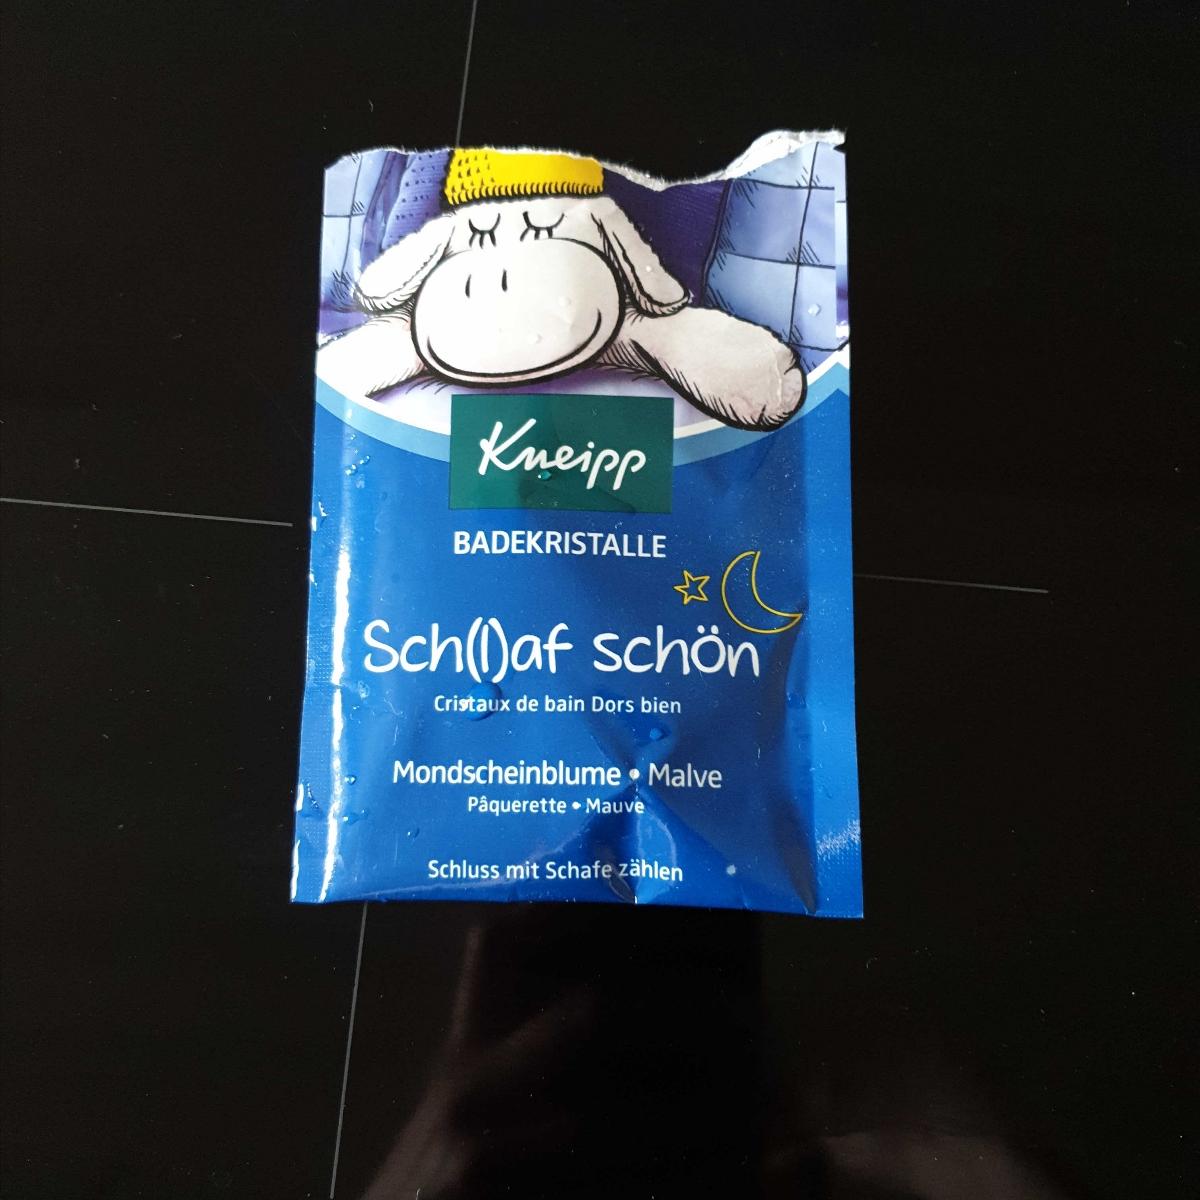 Kneipp
BADEKRISTALLE
Sch(l)af schön
Cristaux de bain Dors bien
Mondscheinblume • Malve
Pâquerette • Mauve
Schluss mit Schafe zählen